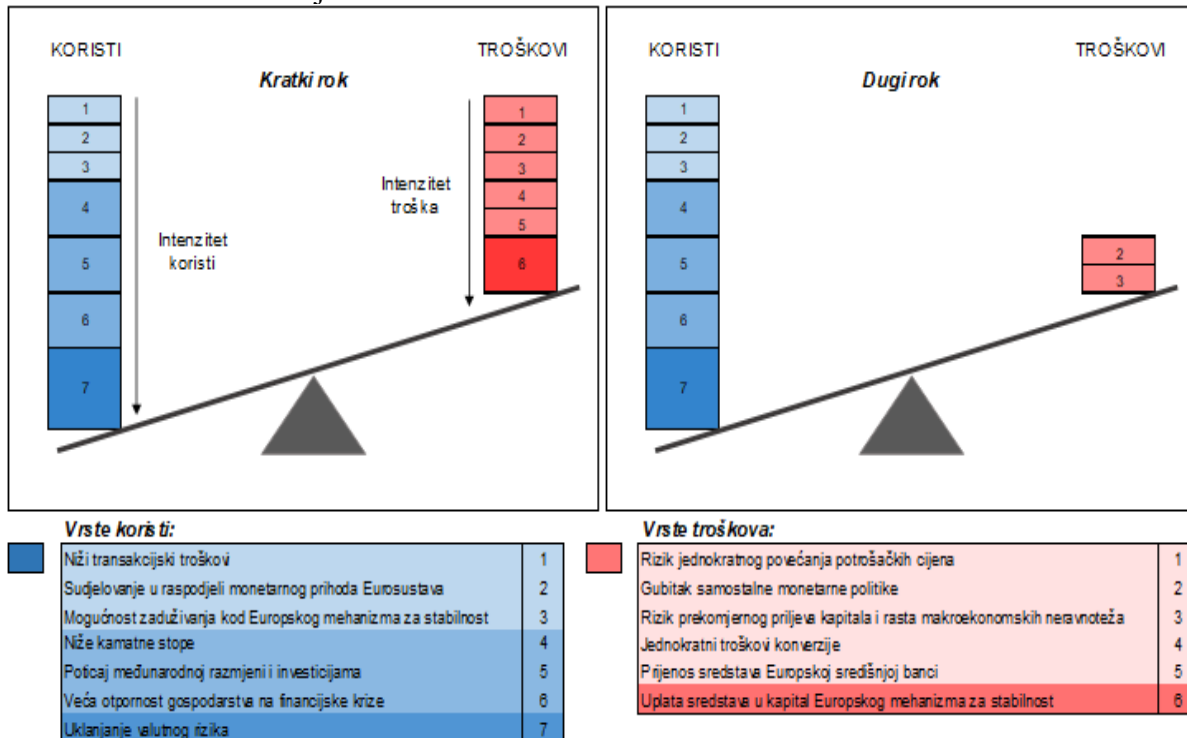 KORISTI
TROŠKOVI
Kratki rok
1
2
3
4
5
6
7
Intenzitet
koristi
Intenzitet
troška
1
2
3
4
5
6
KORISTI
TROŠKOVI
Dugi rok
1
2
3
4
5
6
7
2
3
Vrste koristi:
Niži transakcijski troškovi 1
Sudjelovanje u raspodjeli monetarnog prihoda Eurosustava 2
Mogućnost zaduživanja kod Europskog mehanizma za stabilnost 3
Niže kamatne stope 4
Poticaj međunarodnoj razmjeni i investicijama 5
Veća otpornost gospodarstva na financijske krize 6
Uklanjanje valutnog rizika 7
Vrste troškova:
Rizik jednokratnog povećanja potrošačkih cijena 1
Gubitak samostalne monetarne politike 2
Rizik prekomjernog priljeva kapitala i rasta makroekonomskih neravnoteža 3
Jednokratni troškovi konverzije 4
Prijenos sredstava Europskoj središnjoj banci 5
Uplata sredstava u kapital Europskog mehanizma za stabilnost 6